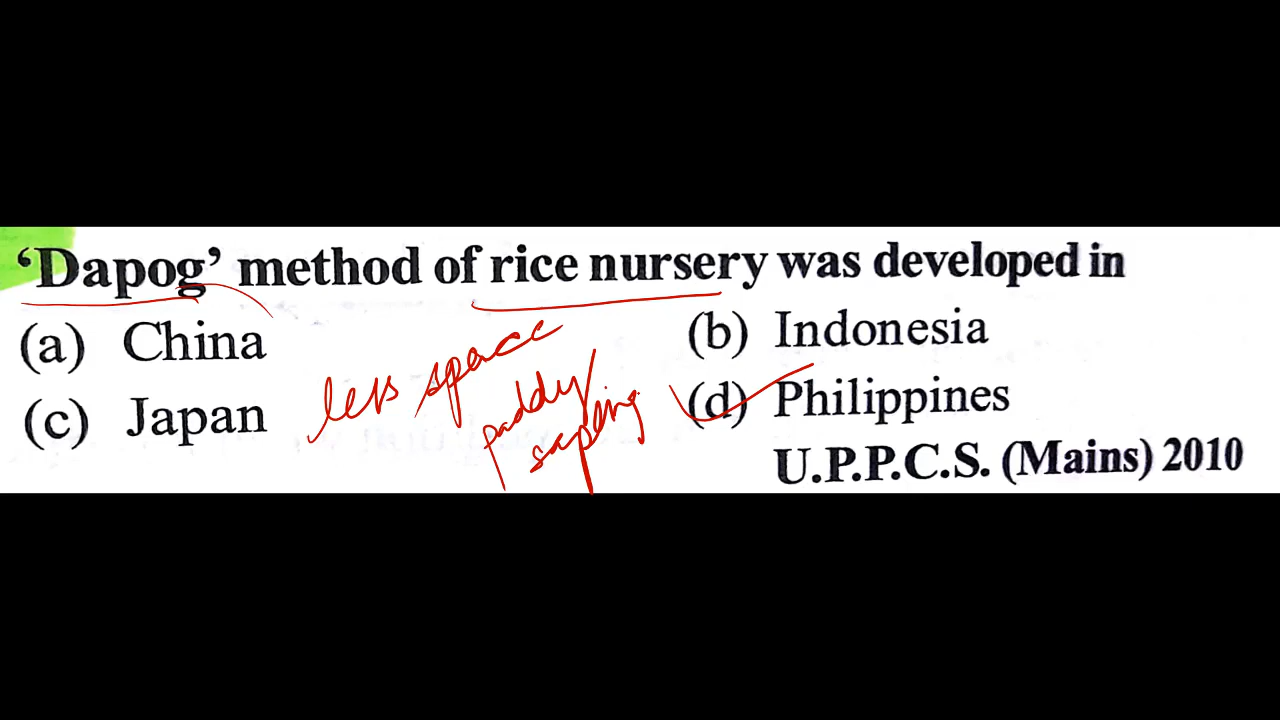 ‘Dapog’ method of rice nursery was developed in
(a) China (b) Indonesia
less space
(c) Japan (d) Philippines
paddy
U.P.P.C.S. (Mains) 2010